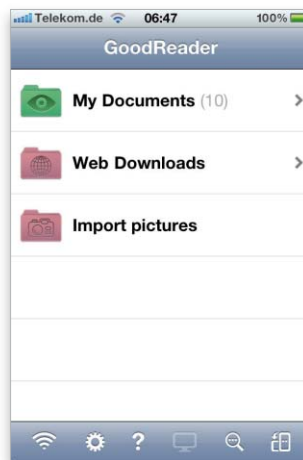 Telekom.de 06:47 100%
GoodReader
My Documents (10)
Web Downloads
Import pictures
?